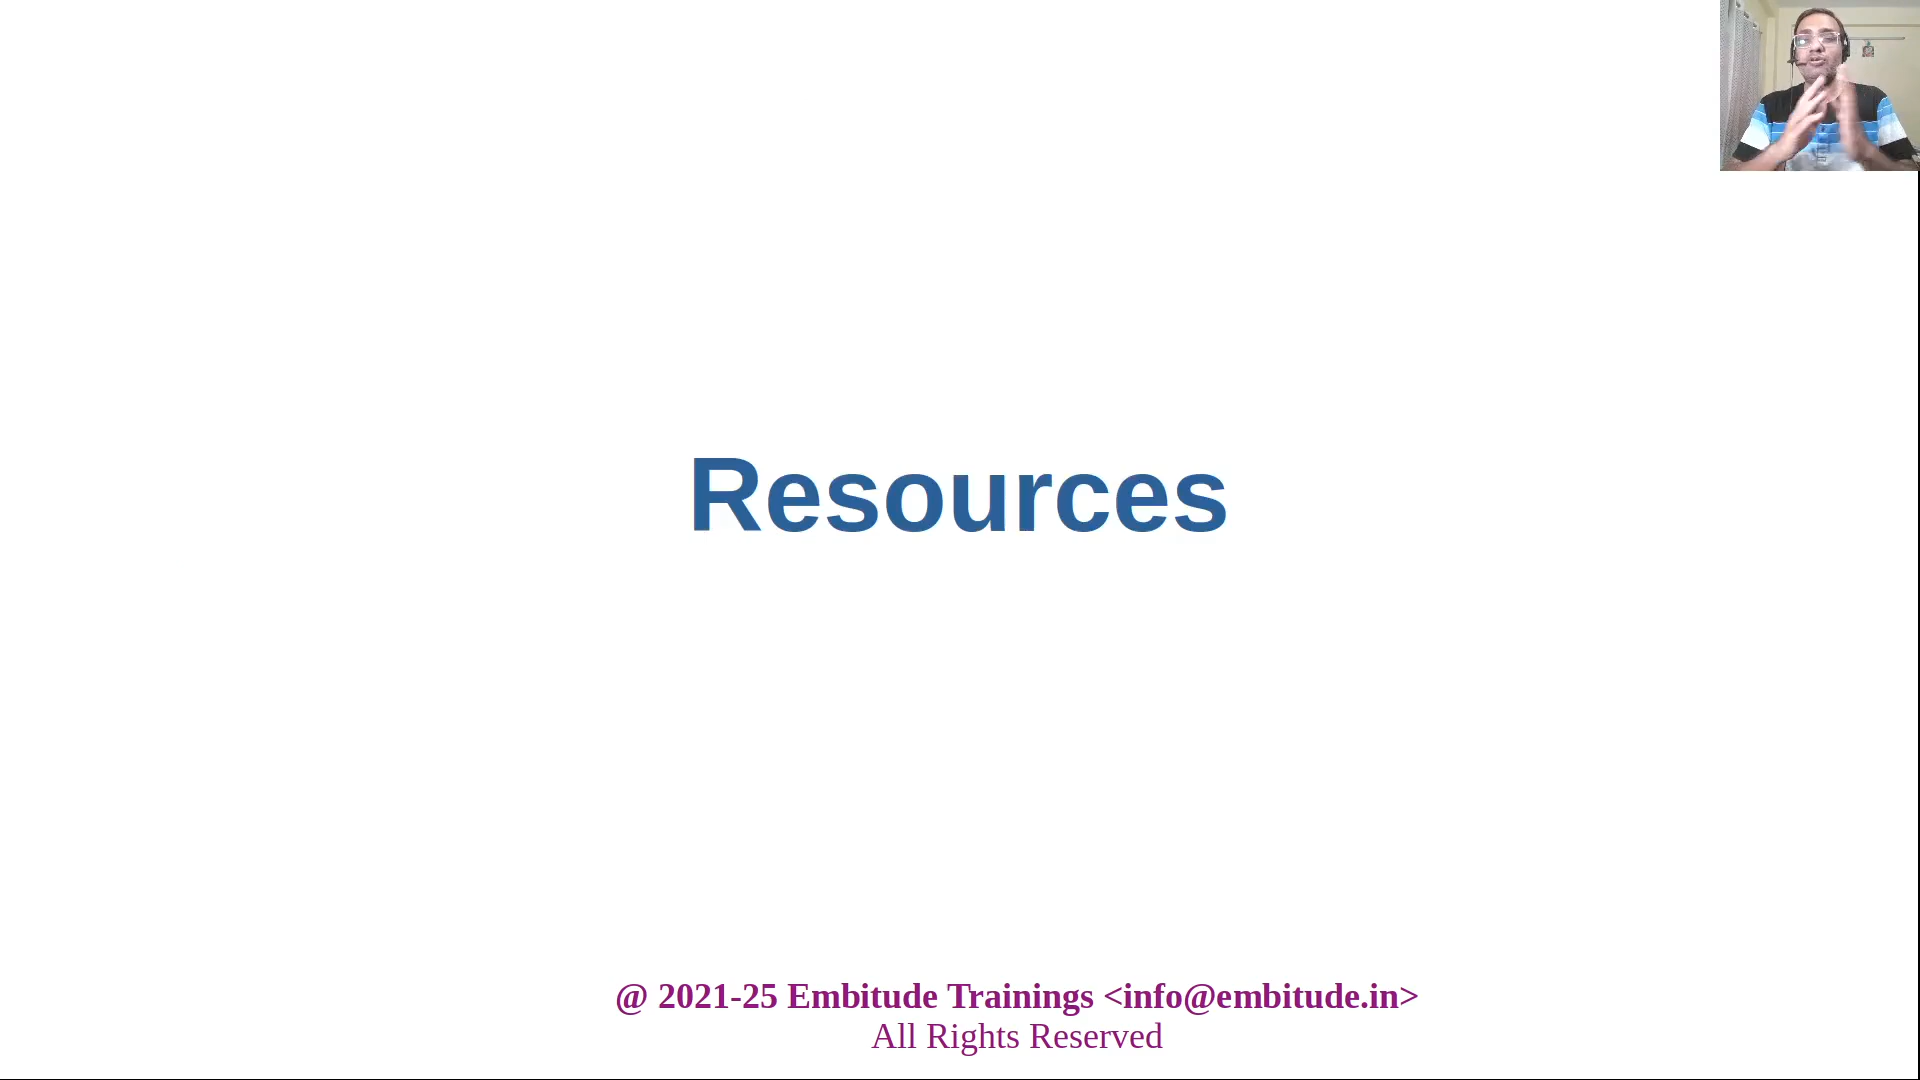 Resources
@ 2021-25 Embitude Trainings <info@embitude.in>
All Rights Reserved